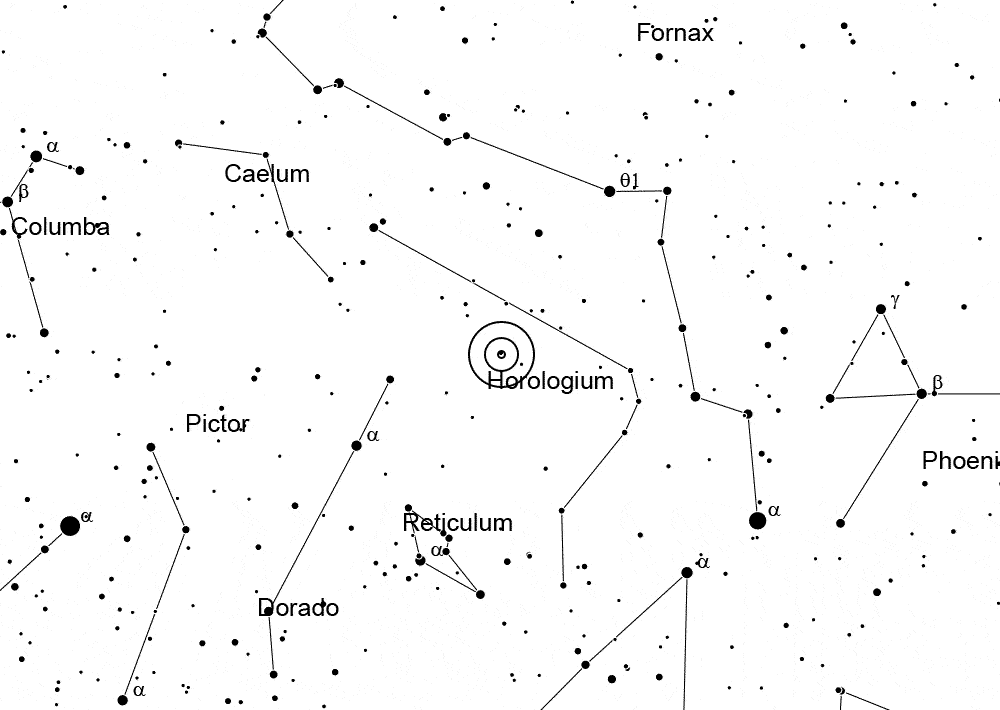 Fornax
α
Caelum
θ1
β
Columba
γ
Horologium
β
Pictor
α
Phoeni
α
α
Reticulum
α
α
Dorado
α